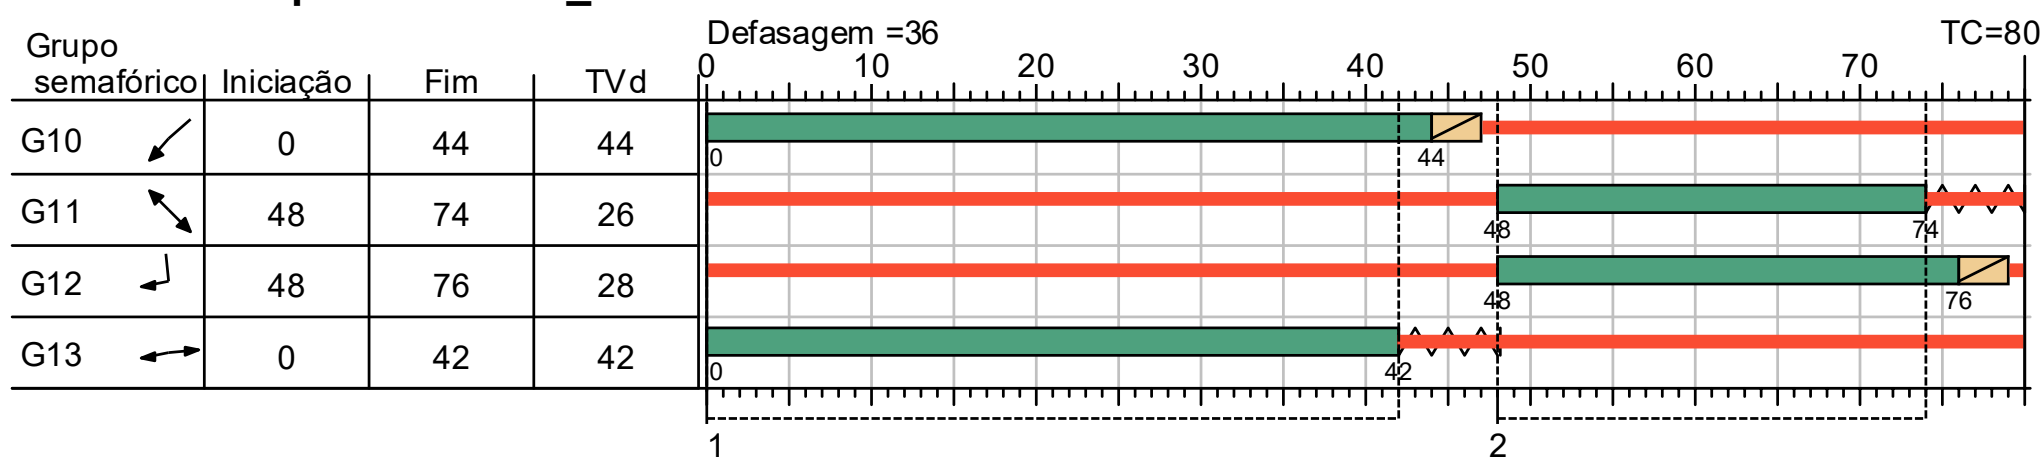 Defasagem =36 TC=80
Grupo
semafórico Iniciação Fim TVd
0 10 20 30 40 50 60 70
G10 0 44 44
0 44
G11 48 74 26
48 74
G12 48 76 28
48 76
G13 0 42 42
0 42
1 2